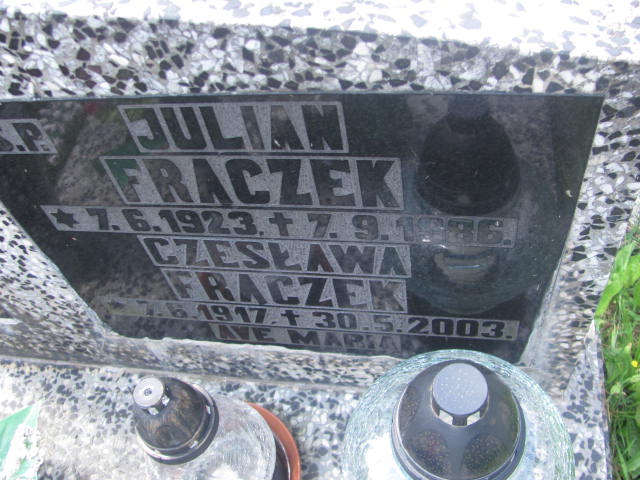 Ś.P. JULIAN
FRĄCZEK
★ 7.6.1923. ✝ 7.9.1986.
CZESŁAWA
FRĄCZEK
★ 7.6.1917. ✝ 30.5.2003.
AVE MARIA